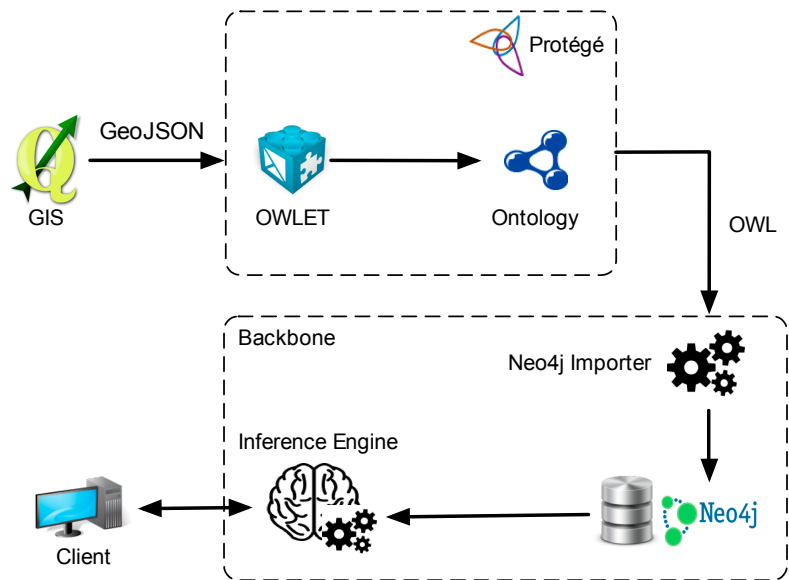 Protégé
GeoJSON
GIS
OWLET
Ontology
OWL
Backbone
Neo4j Importer
Inference Engine
Neo4j
Client